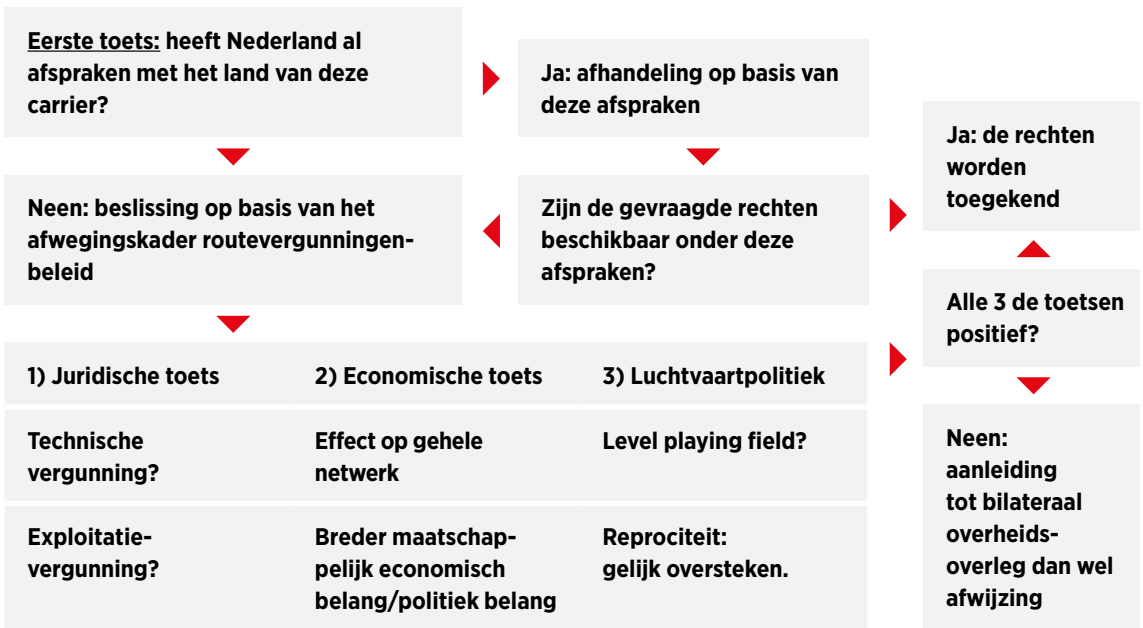 Eerste toets: heeft Nederland al
afspraken met het land van deze
carrier?
Ja: afhandeling op basis van
deze afspraken
Ja: de rechten
worden
toegekend
Neen: beslissing op basis van het
afwegingskader routevergunningen-
beleid
Zijn de gevraagde rechten
beschikbaar onder deze
afspraken?
Alle 3 de toetsen
positief?
1) Juridische toets
2) Economische toets
3) Luchtvaartpolitiek
Technische
vergunning?
Effect op gehele
netwerk
Level playing field?
Exploitatie-
vergunning?
Breder maatschap-
pelijk economisch
belang/politiek belang
Reprociteit:
gelijk oversteken.
Neen:
aanleiding
tot bilateraal
overheids-
overleg dan wel
afwijzing